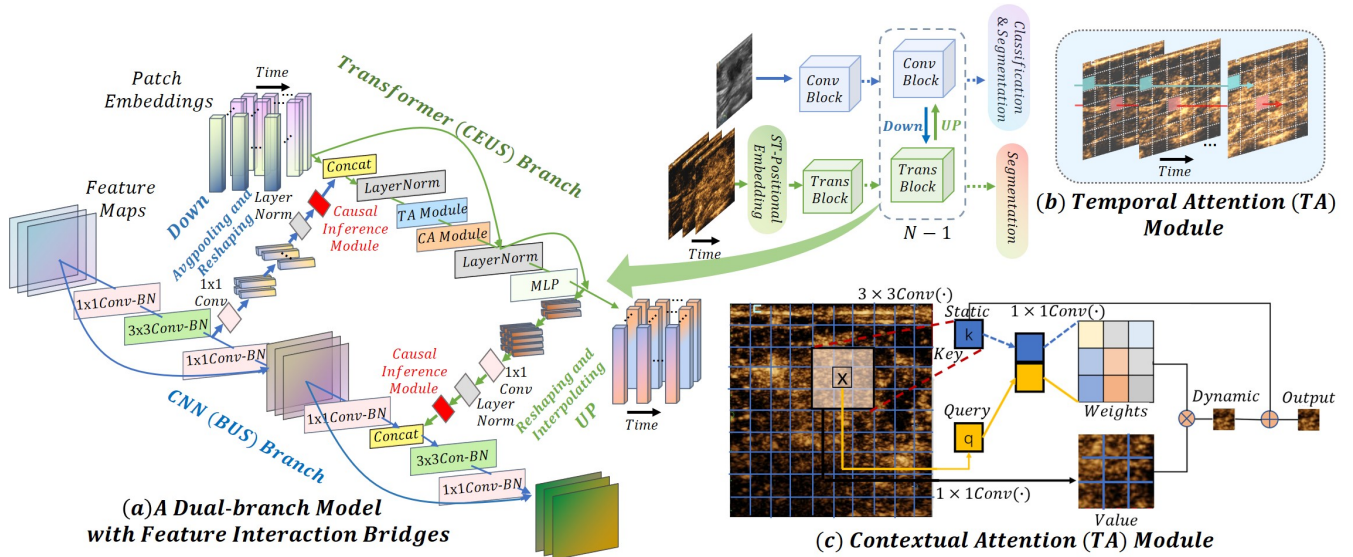 Patch
Embeddings
Time
Transformer (CEUS) Branch
Feature
Maps
Down
Avgpooling and
Reshaping
Layer
Norm
Concat
Causal
Inference
Module
LayerNorm
TA Module
CA Module
LayerNorm
MLP
1x1
Conv
1x1Conv-BN
3x3Conv-BN
1x1Conv-BN
CNN (BUS) Branch
Causal
Inference
Module
1x1
Conv
Layer
Norm
Reshaping and
Interpolating
UP
1x1Conv-BN
Concat
3x3Con-BN
1x1Conv-BN
Time
(a)A Dual-branch Model
with Feature Interaction Bridges
Conv
Block
Conv
Block
Classification
& Segmentation
Down
UP
ST-Positional
Embedding
Trans
Block
Trans
Block
Segmentation
Time
N − 1
...
Time
(b) Temporal Attention (TA)
Module
3 × 3Conv(·)
Static
k
Key
1 × 1Conv(·)
Weights
Query
q
x
Dynamic
Output
1 × 1Conv(·)
Value
(c) Contextual Attention (TA) Module